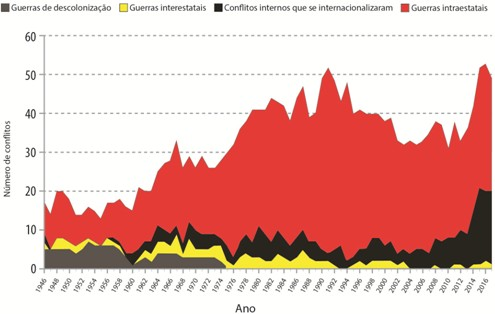 Guerras de descolonização Guerras interestatais Conflitos internos que se internacionalizaram Guerras intraestatais
60
50
40
30
20
10
0
Número de conflitos
1946 1948 1950 1952 1954 1956 1958 1960 1962 1964 1966 1968 1970 1972 1974 1976 1978 1980 1982 1984 1986 1988 1990 1992 1994 1996 1998 2000 2002 2004 2006 2008 2010 2012 2014 2016
Ano